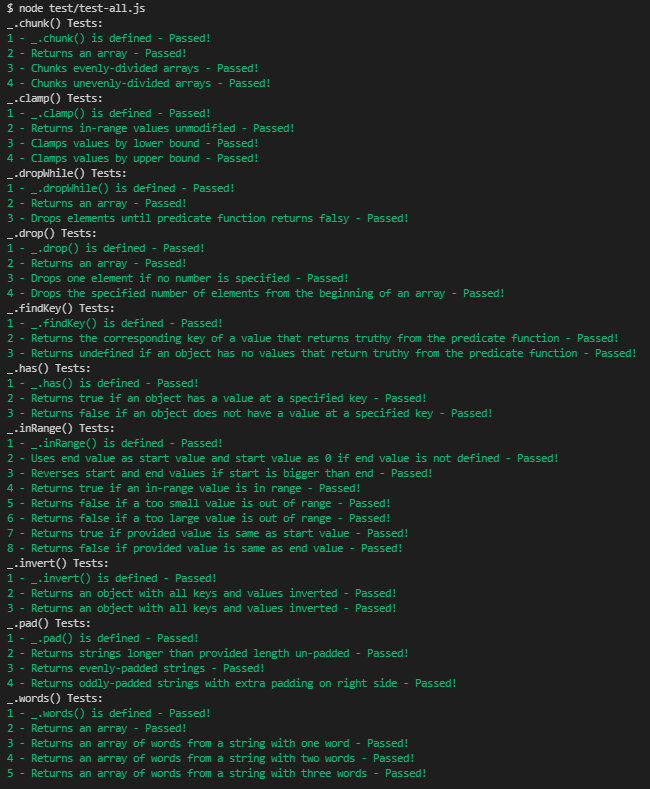 $ node test/test-all.js
_.chunk() Tests:
1 - _.chunk() is defined - Passed!
2 - Returns an array - Passed!
3 - Chunks evenly-divided arrays - Passed!
4 - Chunks unevenly-divided arrays - Passed!
_.clamp() Tests:
1 - _.clamp() is defined - Passed!
2 - Returns in-range values unmodified - Passed!
3 - Clamps values by lower bound - Passed!
4 - Clamps values by upper bound - Passed!
_.dropWhile() Tests:
1 - _.dropWhile() is defined - Passed!
2 - Returns an array - Passed!
3 - Drops elements until predicate function returns falsy - Passed!
_.drop() Tests:
1 - _.drop() is defined - Passed!
2 - Returns an array - Passed!
3 - Drops one element if no number is specified - Passed!
4 - Drops the specified number of elements from the beginning of an array - Passed!
_.findKey() Tests:
1 - _.findKey() is defined - Passed!
2 - Returns the corresponding key of a value that returns truthy from the predicate function - Passed!
3 - Returns undefined if an object has no values that return truthy from the predicate function - Passed!
_.has() Tests:
1 - _.has() is defined - Passed!
2 - Returns true if an object has a value at a specified key - Passed!
3 - Returns false if an object does not have a value at a specified key - Passed!
_.inRange() Tests:
1 - _.inRange() is defined - Passed!
2 - Uses end value as start value and start value as 0 if end value is not defined - Passed!
3 - Reverses start and end values if start is bigger than end - Passed!
4 - Returns true if an in-range value is in range - Passed!
5 - Returns false if a too small value is out of range - Passed!
6 - Returns false if a too large value is out of range - Passed!
7 - Returns true if provided value is same as start value - Passed!
8 - Returns false if provided value is same as end value - Passed!
_.invert() Tests:
1 - _.invert() is defined - Passed!
2 - Returns an object with all keys and values inverted - Passed!
3 - Returns an object with all keys and values inverted - Passed!
_.pad() Tests:
1 - _.pad() is defined - Passed!
2 - Returns strings longer than provided length un-padded - Passed!
3 - Returns evenly-padded strings - Passed!
4 - Returns oddly-padded strings with extra padding on right side - Passed!
_.words() Tests:
1 - _.words() is defined - Passed!
2 - Returns an array - Passed!
3 - Returns an array of words from a string with one word - Passed!
4 - Returns an array of words from a string with two words - Passed!
5 - Returns an array of words from a string with three words - Passed!